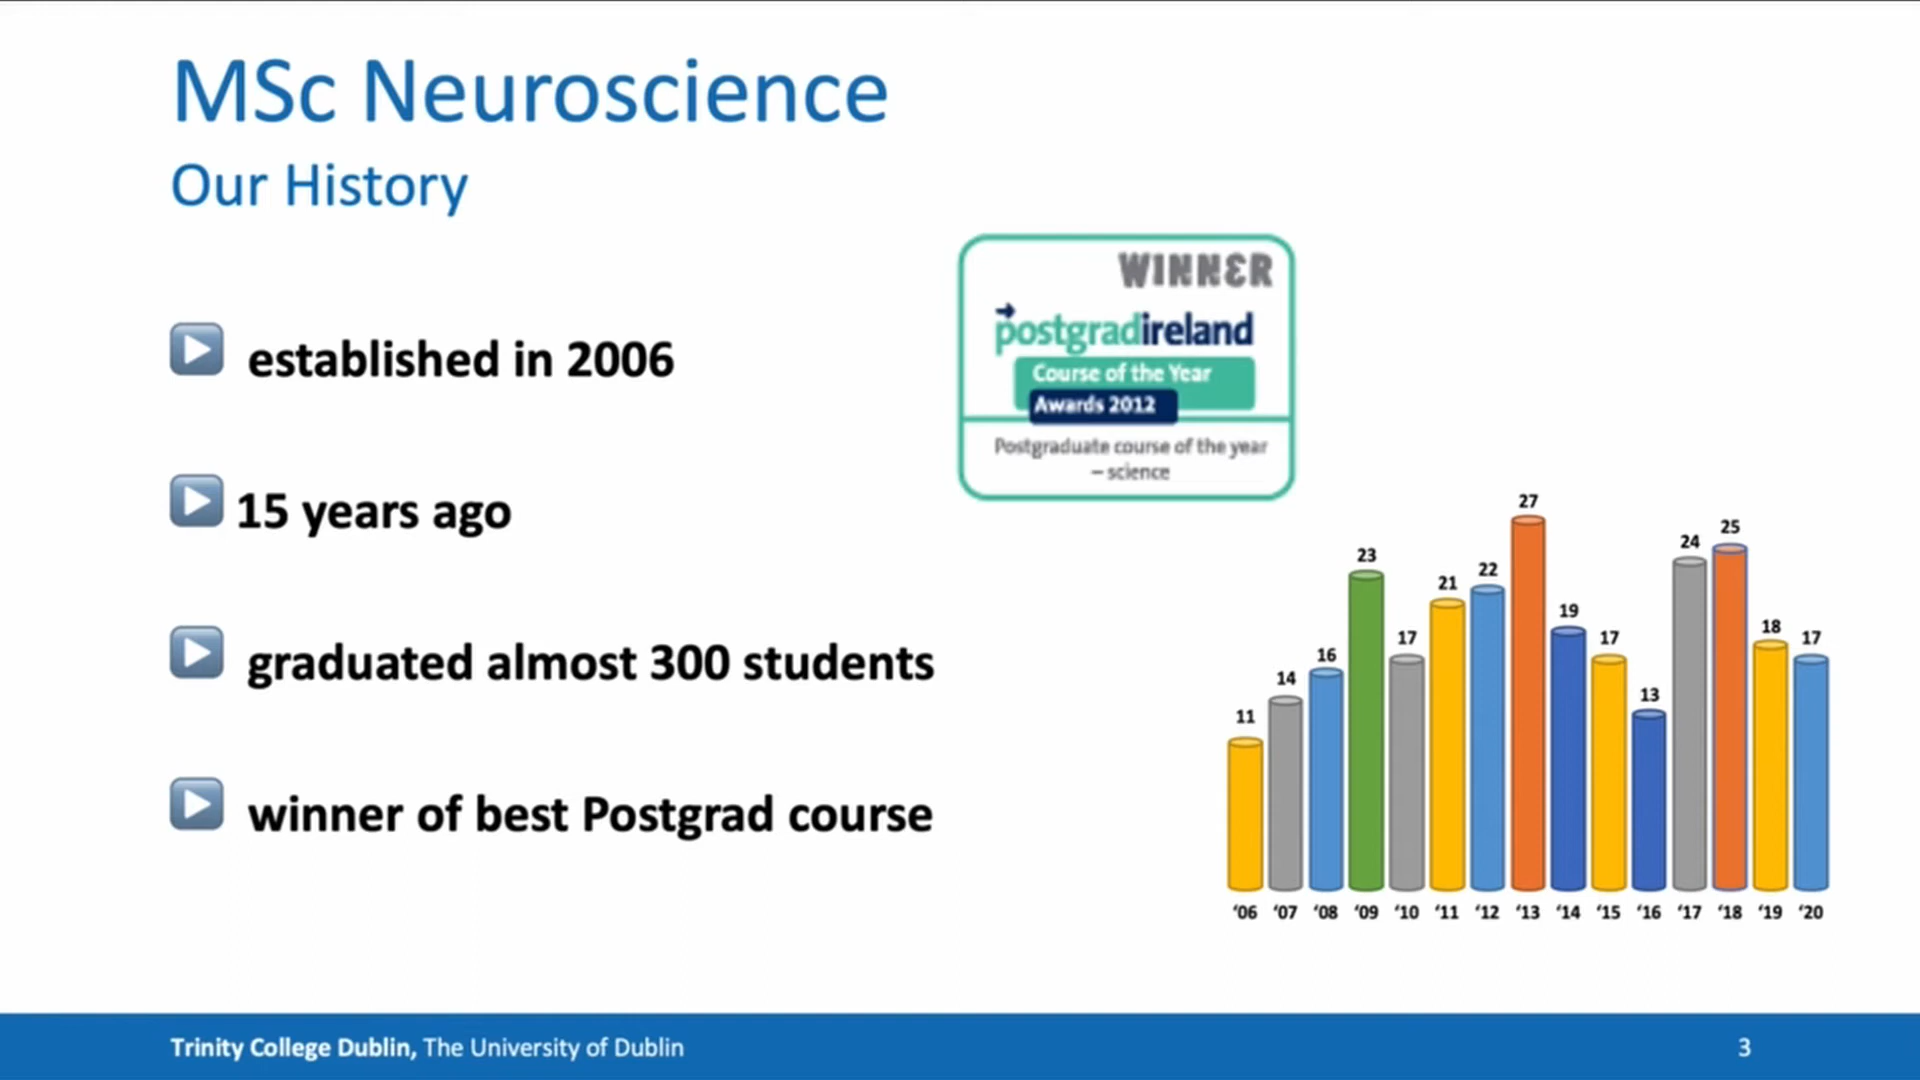 MSc Neuroscience
Our History
established in 2006
15 years ago
graduated almost 300 students
winner of best Postgrad course
WINNER
postgradireland
Course of the Year
Awards 2012
Postgraduate course of the year
– science
11
14
16
23
17
21
22
27
19
17
13
24
25
18
17
‘06 ‘07 ‘08 ‘09 ‘10 ‘11 ‘12 ‘13 ‘14 ‘15 ‘16 ‘17 ‘18 ‘19 ‘20
Trinity College Dublin, The University of Dublin
3